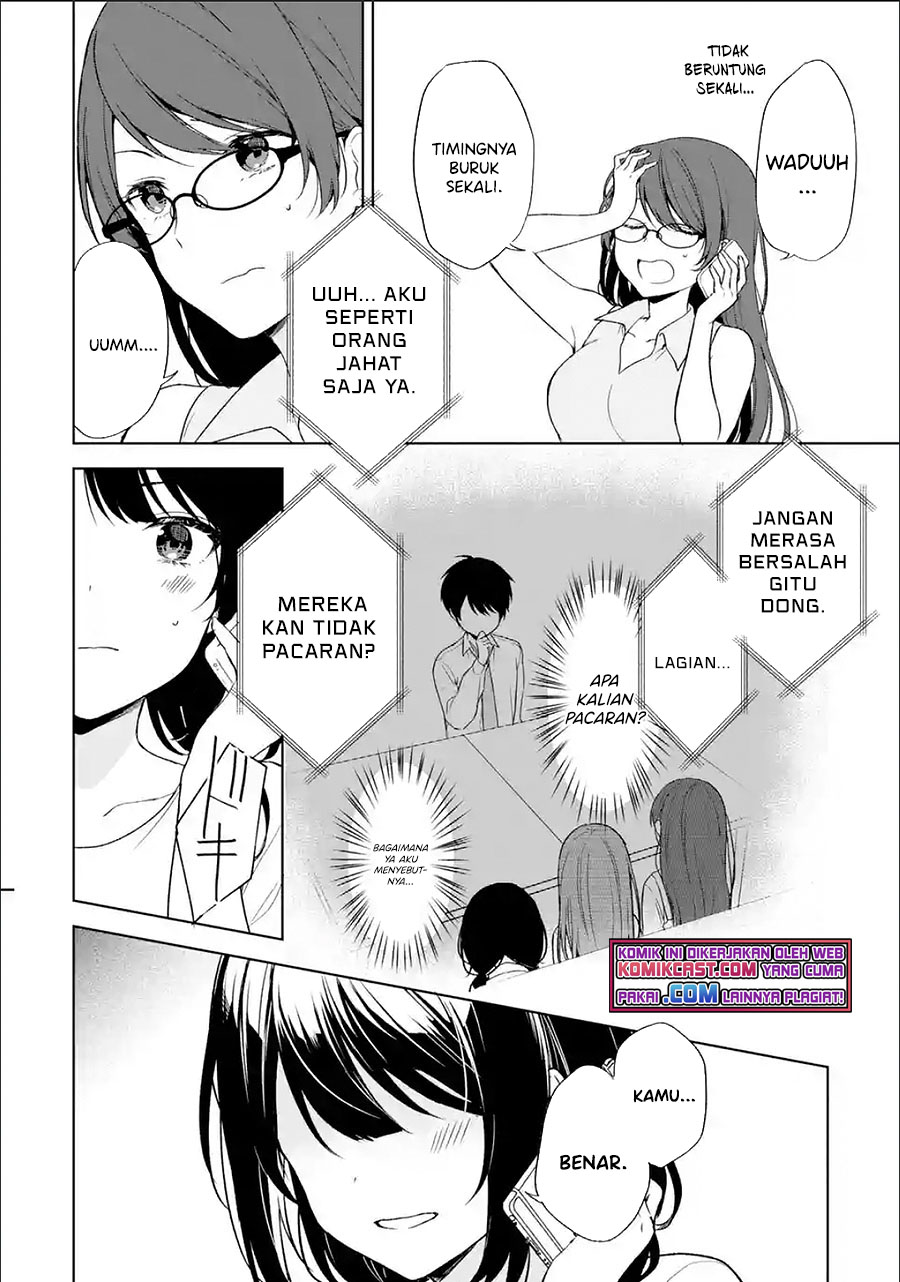 TIDAK
BERUNTUNG
SEKALI...
WADUUH
...
TIMINGNYA
BURUK
SEKALI.
UUH... AKU
SEPERTI
ORANG
JAHAT
SAJA YA.
UUMM....
JANGAN
MERASA
BERSALAH
GITU
DONG.
LAGIAN...
APA
KALIAN
PACARAN?
BAGAIMANA
YA AKU
MENYEBUT-
NYA...
MEREKA
KAN TIDAK
PACARAN?
ドキ
KOMIK INI DIKERJAKAN OLEH WEB
KOMIKCAST.COM YANG CUMA
PAKAI .COM LAINNYA PLAGIAT!
KAMU...
BENAR.